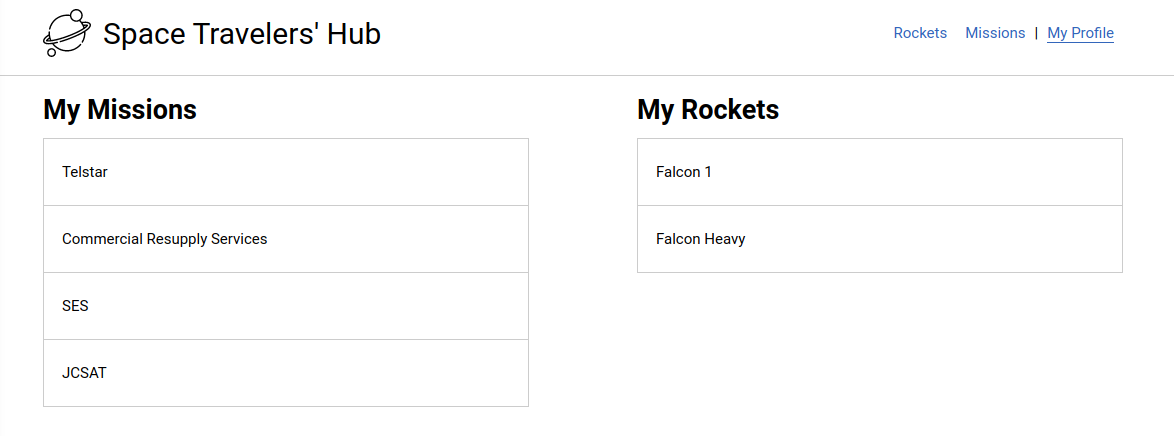 Space Travelers' Hub
Rockets Missions | My Profile
My Missions
Telstar
Commercial Resupply Services
SES
JCSAT
My Rockets
Falcon 1
Falcon Heavy